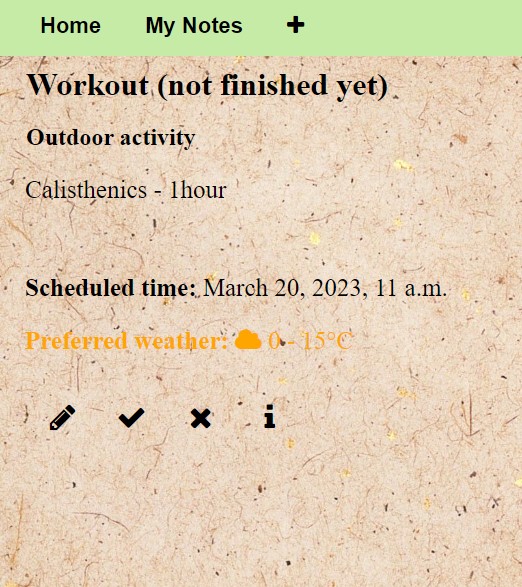 Home My Notes
Workout (not finished yet)
Outdoor activity
Calisthenics - 1hour
Scheduled time: March 20, 2023, 11 a.m.
Preferred weather: 0 - 15°C